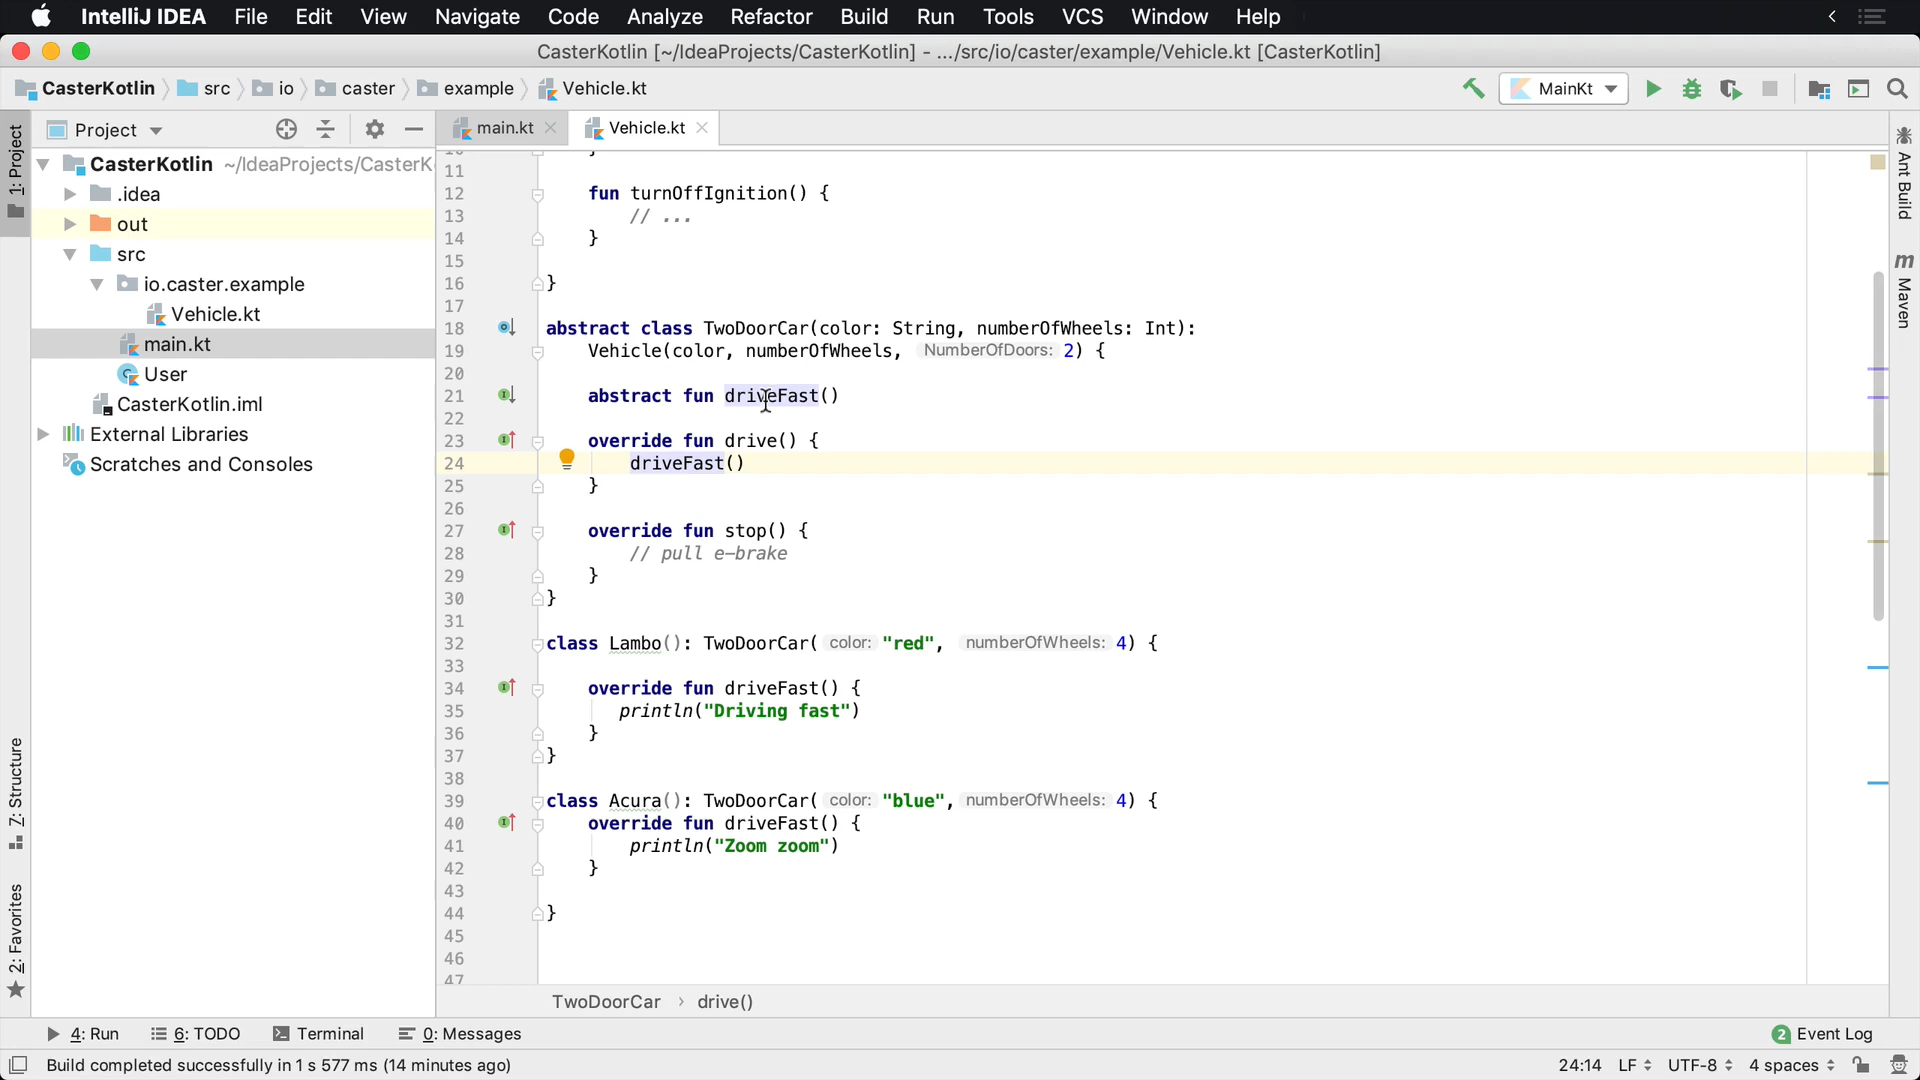 IntelliJ IDEA File Edit View Navigate Code Analyze Refactor Build Run Tools VCS Window Help
CasterKotlin [~/IdeaProjects/CasterKotlin] - .../src/io/caster/example/Vehicle.kt [CasterKotlin]
CasterKotlin src io caster example Vehicle.kt MainKt
1: Project
Project
CasterKotlin ~/IdeaProjects/CasterK
.idea
out
src
io.caster.example
Vehicle.kt
main.kt
User
CasterKotlin.iml
External Libraries
Scratches and Consoles
Z: Structure
2: Favorites
main.kt Vehicle.kt
10 }
11
12 fun turnOffIgnition() {
13 // ...
14 }
15
16 }
17
18 abstract class TwoDoorCar(color: String, numberOfWheels: Int):
19 Vehicle(color, numberOfWheels, NumberOfDoors: 2) {
20
21 abstract fun driveFast()
22
23 override fun drive() {
24 driveFast()
25 }
26
27 override fun stop() {
28 // pull e-brake
29 }
30 }
31
32 class Lambo(): TwoDoorCar( color: "red", numberOfWheels: 4) {
33
34 override fun driveFast() {
35 println("Driving fast")
36 }
37 }
38
39 class Acura(): TwoDoorCar( color: "blue", numberOfWheels: 4) {
40 override fun driveFast() {
41 println("Zoom zoom")
42 }
43
44 }
45
46
47
TwoDoorCar › drive()
Ant Build
m Maven
4: Run 6: TODO Terminal 0: Messages 2 Event Log
Build completed successfully in 1 s 577 ms (14 minutes ago) 24:14 LF UTF-8 4 spaces